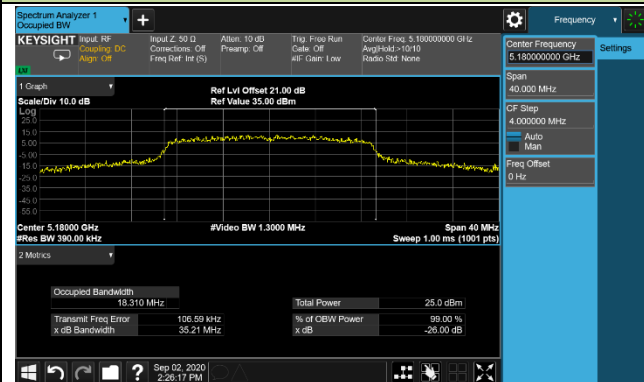 Spectrum Analyzer 1
Occupied BW
+
Frequency
KEYSIGHT
Input: RF
Coupling: DC
Align: Off
Input Z: 50 Ω
Corrections: Off
Freq Ref: Int (S)
Atten: 10 dB
Preamp: Off
Trig: Free Run
Gate: Off
#IF Gain: Low
Center Freq: 5.180000000 GHz
Avg|Hold:>10/10
Radio Std: None
LXI
Center Frequency
5.180000000 GHz
Settings
Span
40.000 MHz
CF Step
4.000000 MHz
Auto
Man
Freq Offset
0 Hz
1 Graph
Scale/Div 10.0 dB
Ref Lvl Offset 21.00 dB
Ref Value 35.00 dBm
Log
25.0
15.0
5.00
-5.00
-15.0
-25.0
-35.0
-45.0
-55.0
Center 5.18000 GHz
#Video BW 1.3000 MHz
Span 40 MHz
#Res BW 390.00 kHz
Sweep 1.00 ms (1001 pts)
2 Metrics
Occupied Bandwidth
18.310 MHz
Total Power 25.0 dBm
Transmit Freq Error 106.59 kHz
% of OBW Power 99.00 %
x dB Bandwidth 35.21 MHz
x dB -26.00 dB
?
Sep 02, 2020
2:26:17 PM